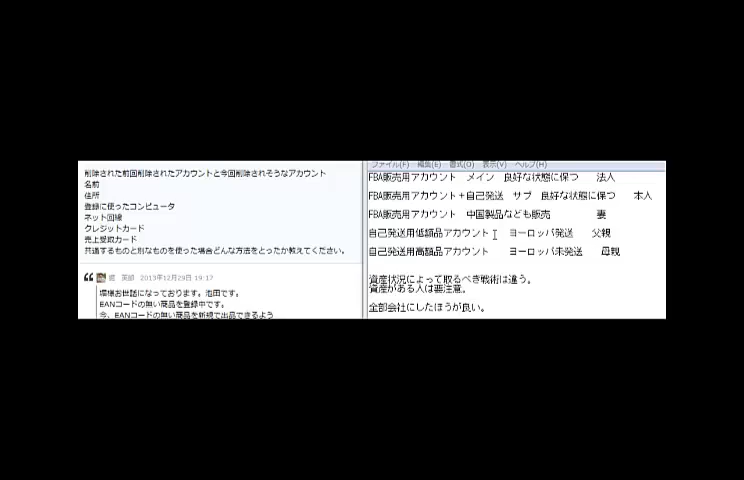 削除された前回削除されたアカウントと今回削除されそうなアカウント
名前
住所
登録に使ったコンピュータ
ネット回線
クレジットカード
売上受取カード
共通するものと別なものを使った場合どんな方法をとったか教えてください。
2013年12月29日 19:17
環様お世話になっております。池田です。
EANコードの無い商品を登録中です。
今、EANコードの無い商品を新規で出品できるよう
ファイル(F) 編集(E) 書式(O) 表示(V) ヘルプ(H)
FBA販売用アカウント メイン 良好な状態に保つ 法人
FBA販売用アカウント+自己発送 サブ 良好な状態に保つ 本人
FBA販売用アカウント 中国製品なども販売 妻
自己発送用低額品アカウント ヨーロッパ発送 父親
自己発送用高額品アカウント ヨーロッパ未発送 母親
資産状況によって取るべき戦術は違う。
資産がある人は要注意。
全部会社にしたほうが良い。